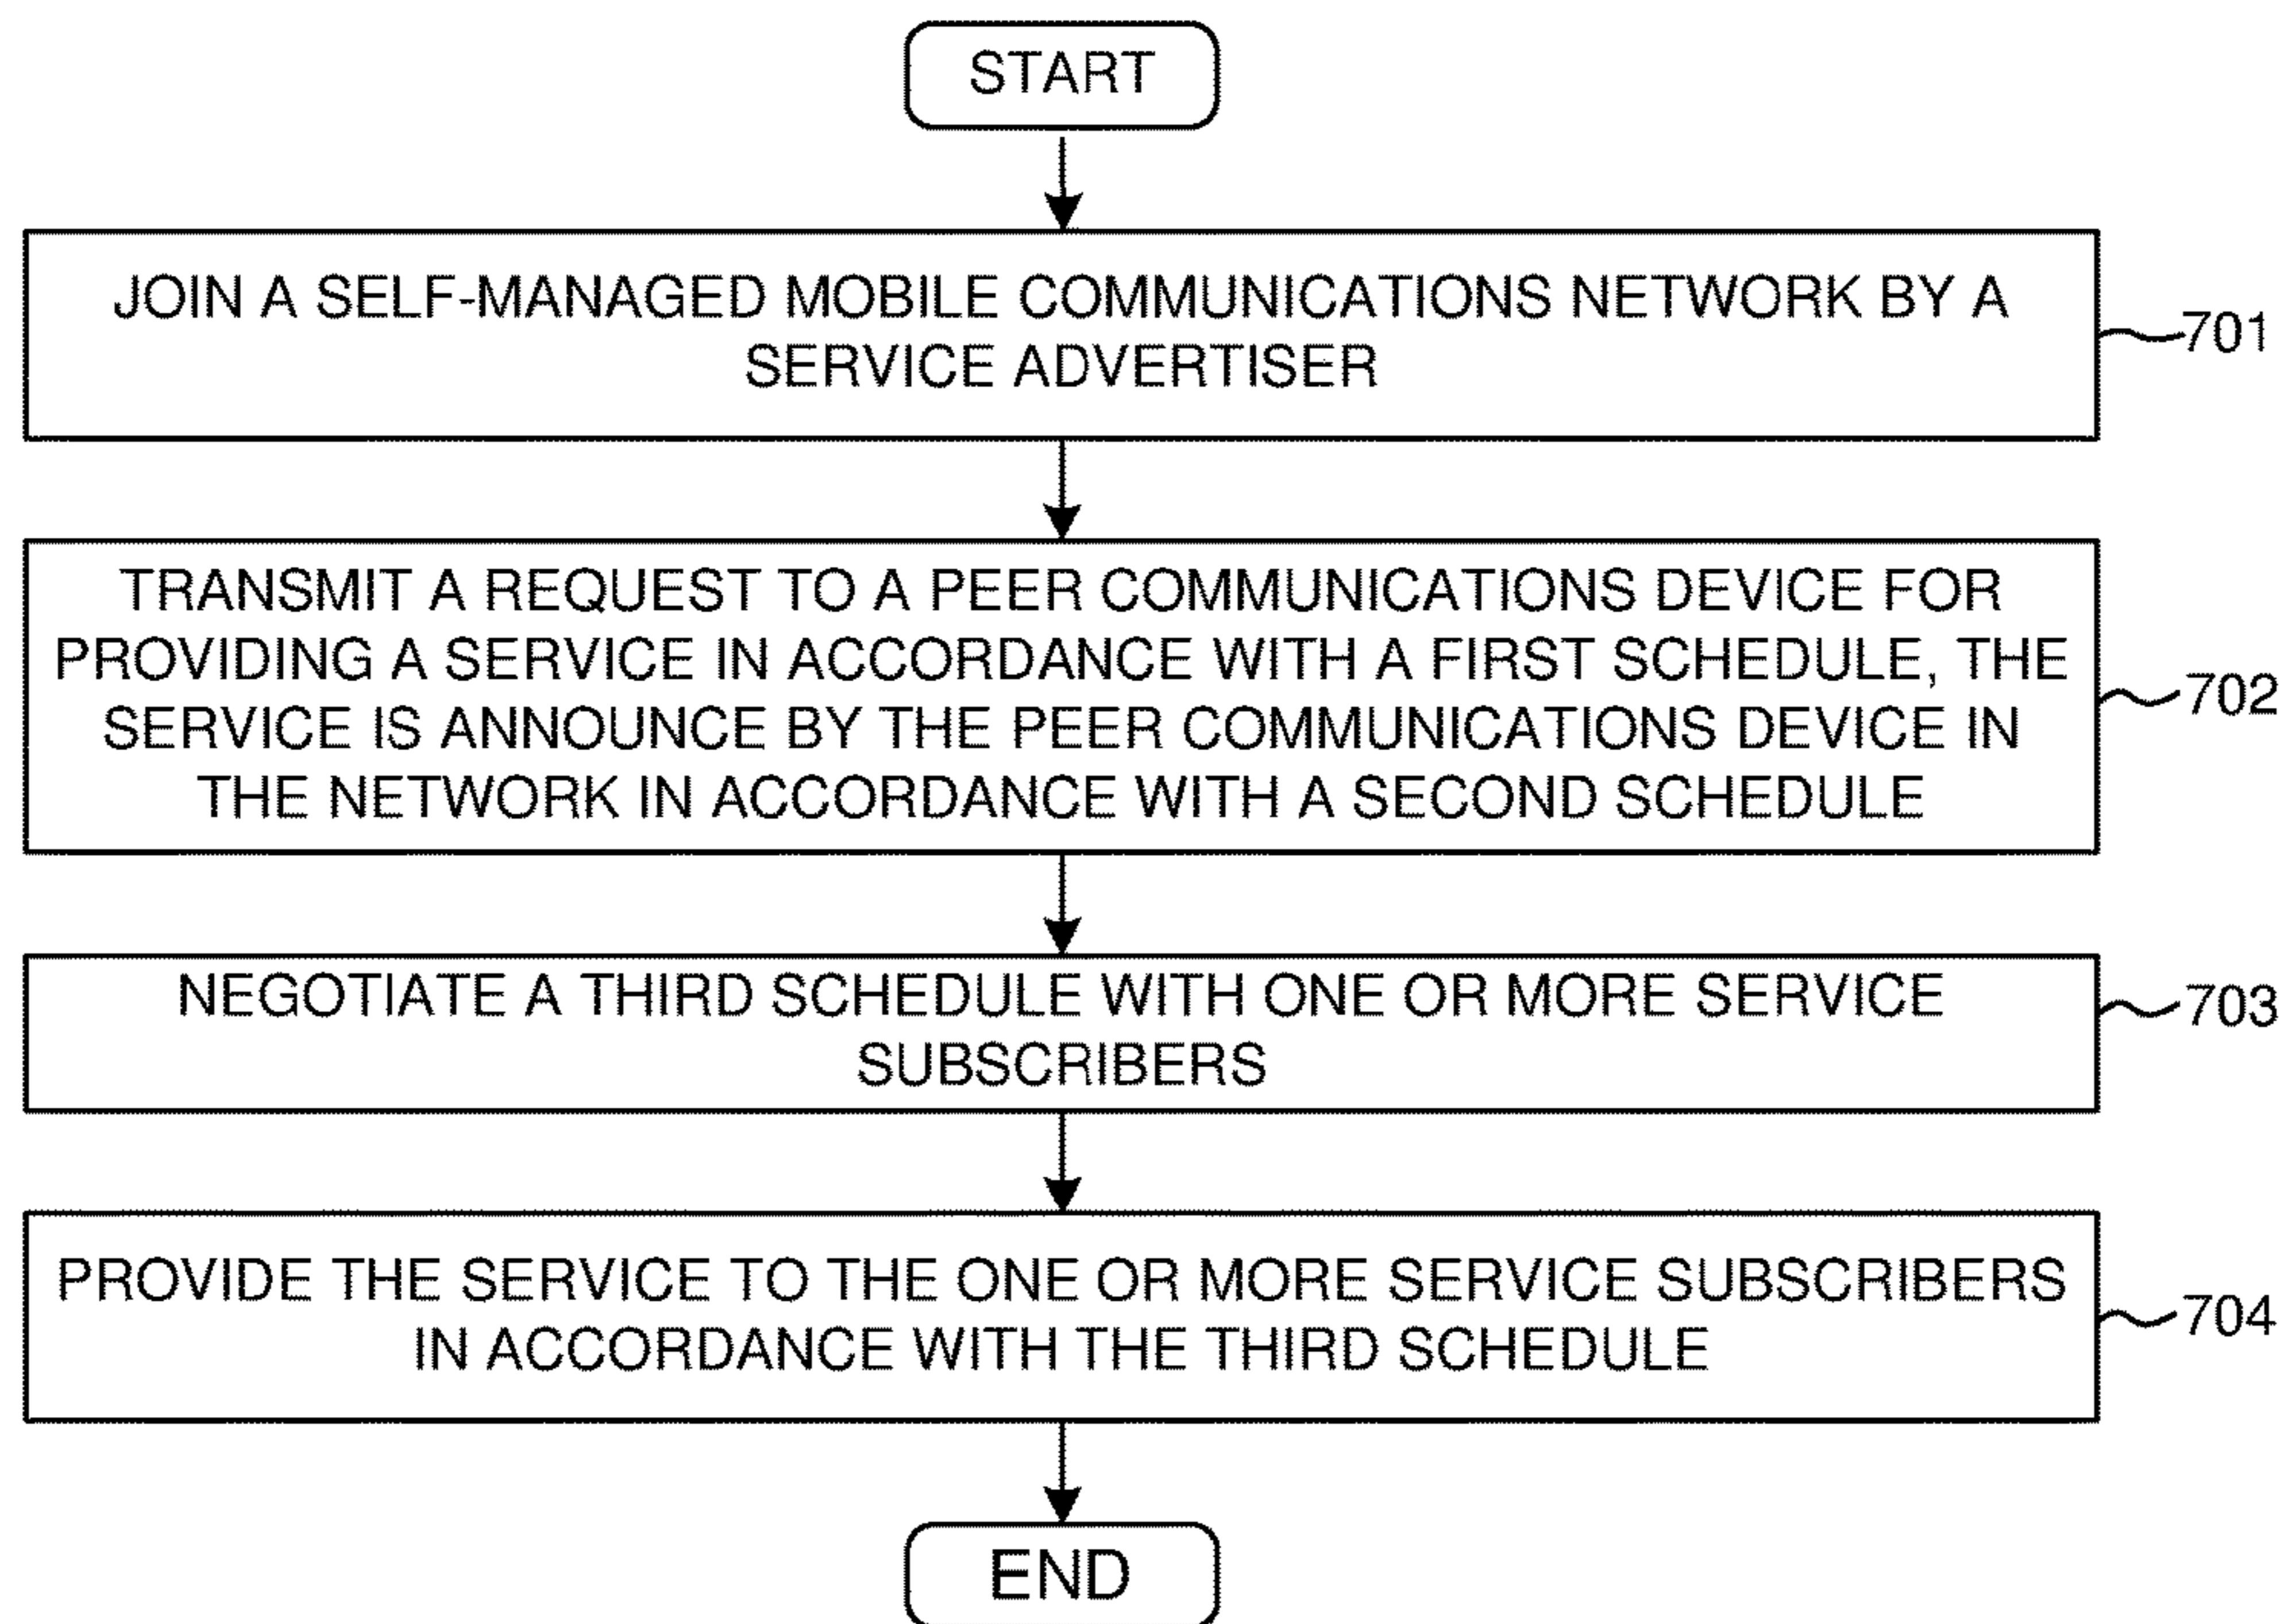 START
JOIN A SELF-MANAGED MOBILE COMMUNICATIONS NETWORK BY A
SERVICE ADVERTISER
701
TRANSMIT A REQUEST TO A PEER COMMUNICATIONS DEVICE FOR
PROVIDING A SERVICE IN ACCORDANCE WITH A FIRST SCHEDULE, THE
SERVICE IS ANNOUNCE BY THE PEER COMMUNICATIONS DEVICE IN
THE NETWORK IN ACCORDANCE WITH A SECOND SCHEDULE
702
NEGOTIATE A THIRD SCHEDULE WITH ONE OR MORE SERVICE
SUBSCRIBERS
703
PROVIDE THE SERVICE TO THE ONE OR MORE SERVICE SUBSCRIBERS
IN ACCORDANCE WITH THE THIRD SCHEDULE
704
END